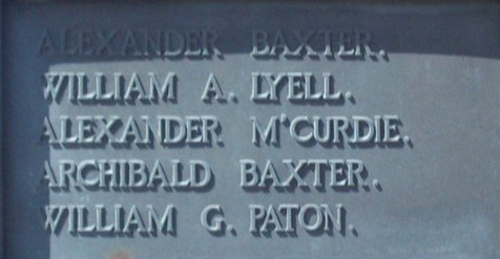 ALEXANDER BAXTER.
WILLIAM A. LYELL.
ALEXANDER M'CURDIE.
ARCHIBALD BAXTER.
WILLIAM G. PATON.